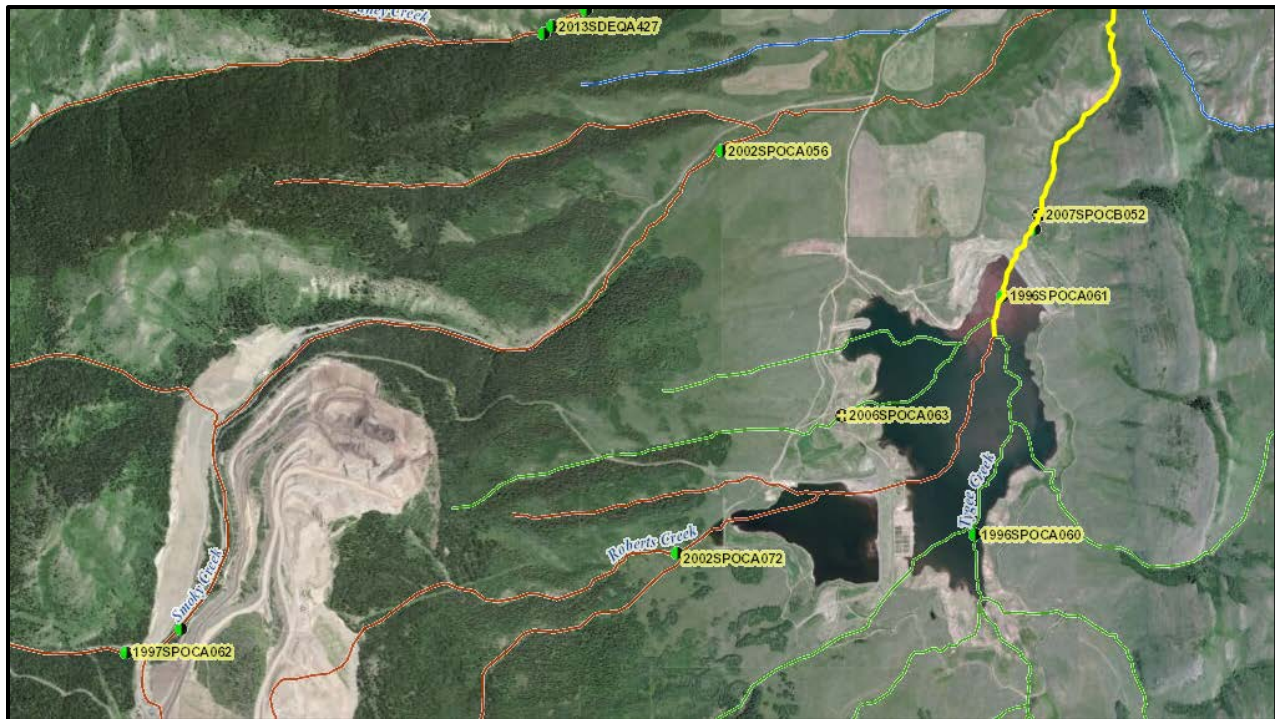 2013SDEQA427
2002SPOCA056
2007SPOCB052
1996SPOCA061
2006SPOCA063
Tygee Creek
1996SPOCA060
Roberts Creek
2002SPOCA072
Smoky Creek
1997SPOCA062